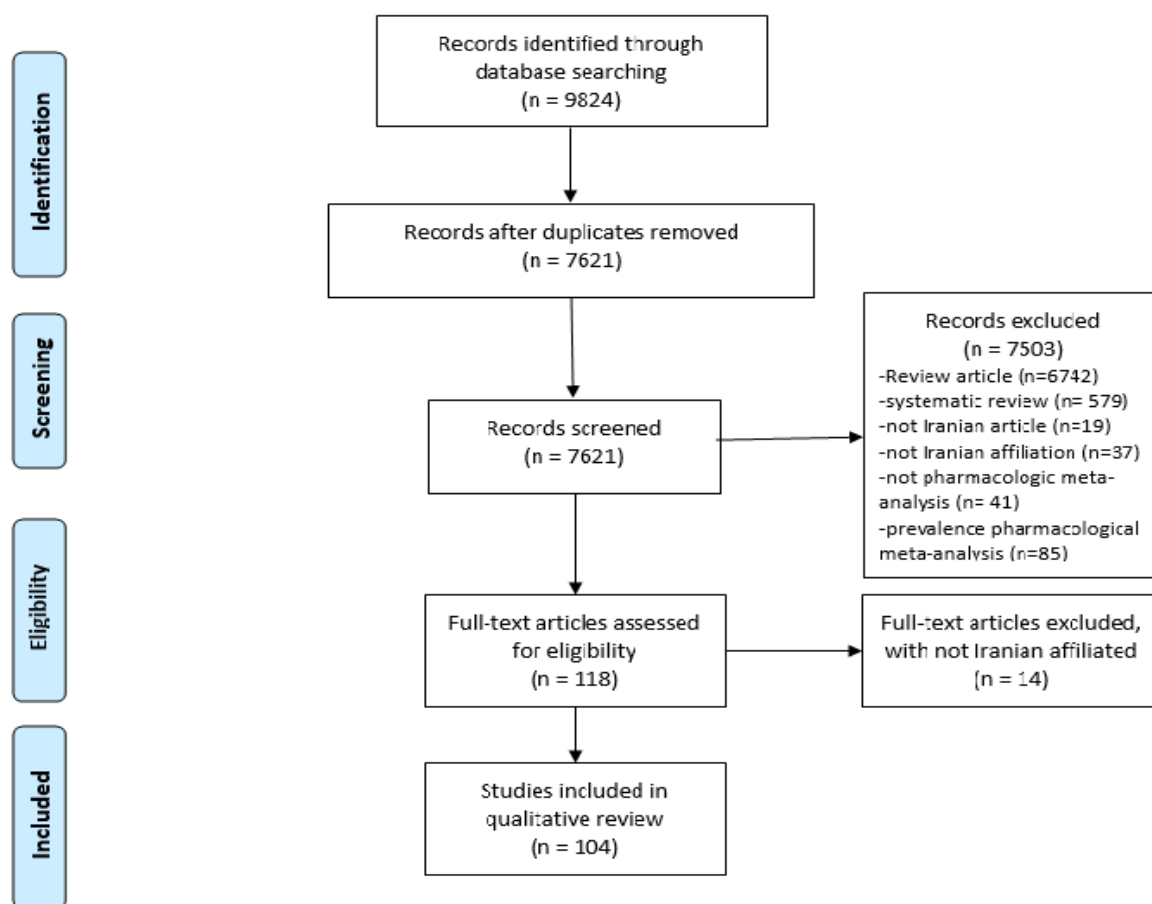 Identification
Records identified through
database searching
(n = 9824)
Records after duplicates removed
(n = 7621)
Screening
Records screened
(n = 7621)
Records excluded
(n = 7503)
-Review article (n=6742)
-systematic review (n= 579)
-not Iranian article (n=19)
-not Iranian affiliation (n=37)
-not pharmacologic meta-
analysis (n= 41)
-prevalence pharmacological
meta-analysis (n=85)
Eligibility
Full-text articles assessed
for eligibility
(n = 118)
Full-text articles excluded,
with not Iranian affiliated
(n = 14)
Included
Studies included in
qualitative review
(n = 104)